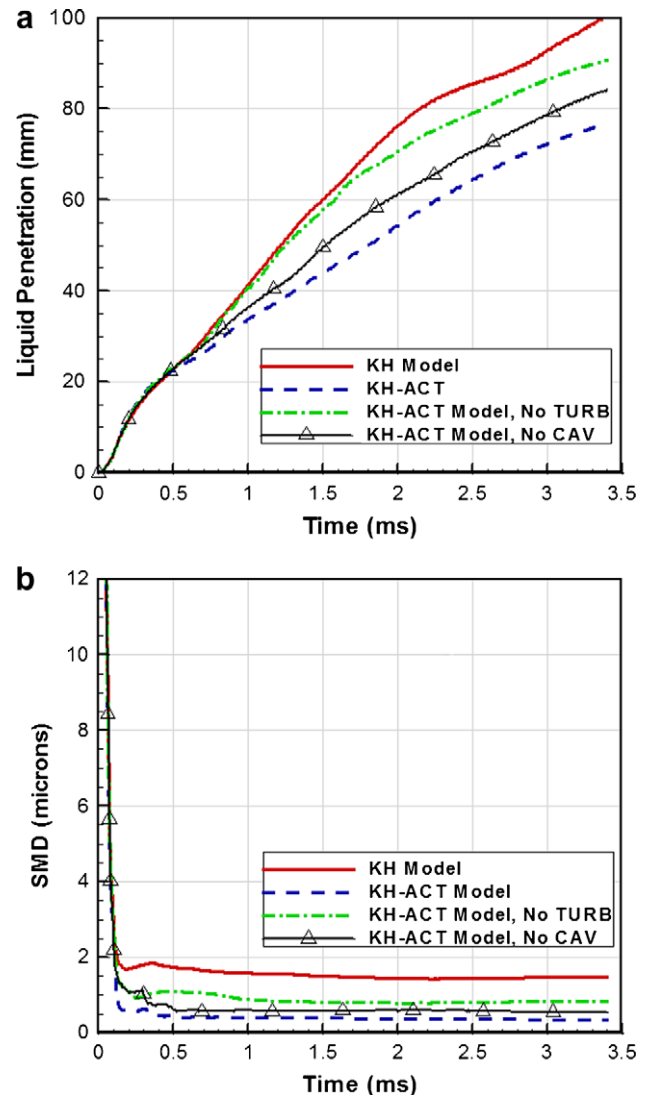 a
100
80
60
40
20
0
Liquid Penetration (mm)
KH Model
KH-ACT
KH-ACT Model, No TURB
KH-ACT Model, No CAV
0 0.5 1 1.5 2 2.5 3 3.5
Time (ms)
b
12
10
8
6
4
2
0
SMD (microns)
KH Model
KH-ACT Model
KH-ACT Model, No TURB
KH-ACT Model, No CAV
0 0.5 1 1.5 2 2.5 3 3.5
Time (ms)